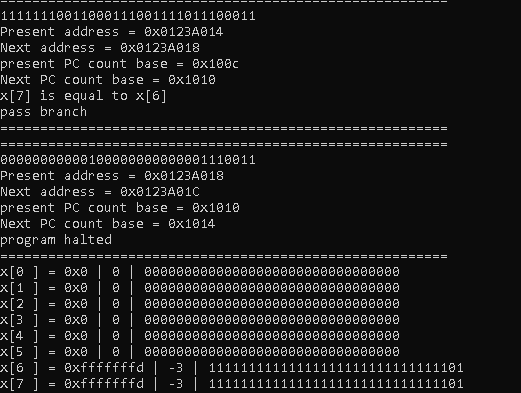 ========================================================
11111110011000111001111011100011
Present address = 0x0123A014
Next address = 0x0123A018
present PC count base = 0x100c
Next PC count base = 0x1010
x[7] is equal to x[6]
pass branch
========================================================
========================================================
00000000000100000000000001110011
Present address = 0x0123A018
Next address = 0x0123A01C
present PC count base = 0x1010
Next PC count base = 0x1014
program halted
========================================================
x[0 ] = 0x0 | 0 | 00000000000000000000000000000000
x[1 ] = 0x0 | 0 | 00000000000000000000000000000000
x[2 ] = 0x0 | 0 | 00000000000000000000000000000000
x[3 ] = 0x0 | 0 | 00000000000000000000000000000000
x[4 ] = 0x0 | 0 | 00000000000000000000000000000000
x[5 ] = 0x0 | 0 | 00000000000000000000000000000000
x[6 ] = 0xfffffffd | -3 | 11111111111111111111111111111101
x[7 ] = 0xfffffffd | -3 | 11111111111111111111111111111101